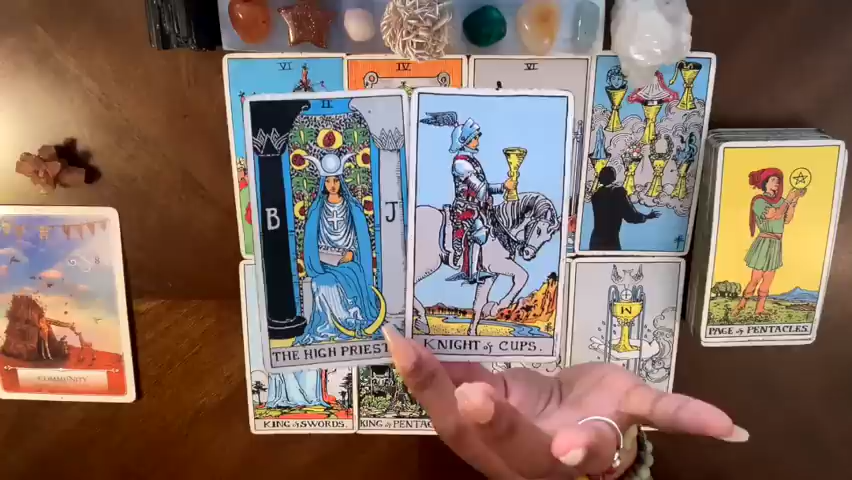 VI
IV
VI
II
B
J
THE HIGH PRIEST
KNIGHT of CUPS.
PAGE of PENTACLES.
COMMUNITY
KING of SWORDS.
KING of PENTAC